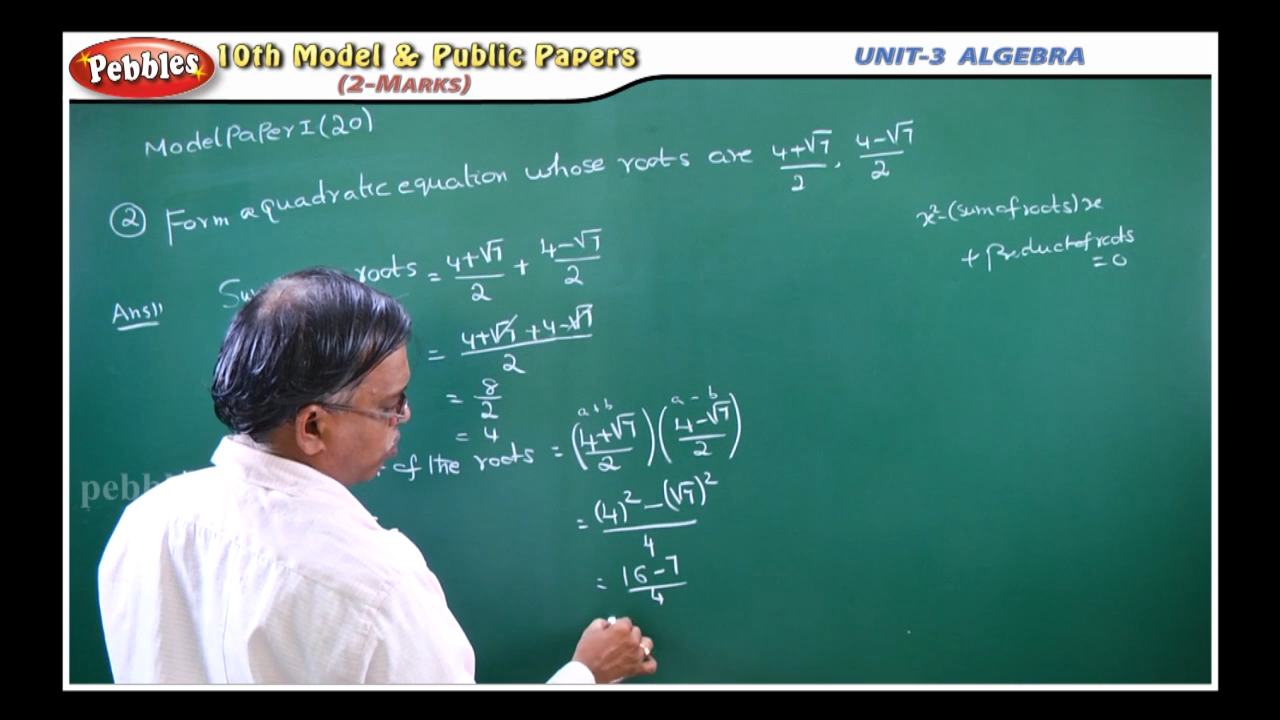 Pebbles
10th Model & Public Papers
(2-MARKS)
UNIT-3 ALGEBRA
Model Paper I (20)
② Form a quadratic equation whose roots are (4+√7)/2, (4-√7)/2
x²-(sum of roots)x
+ product of roots
= 0
Ans:
roots = (4+√7)/2 + (4-√7)/2
= (4+√7+4-√7)/2
= 8/2
= 4
of the roots = ((4+√7)/2)((4-√7)/2)
a+b a-b
= ((4)²-(√7)²)/4
= (16-7)/4